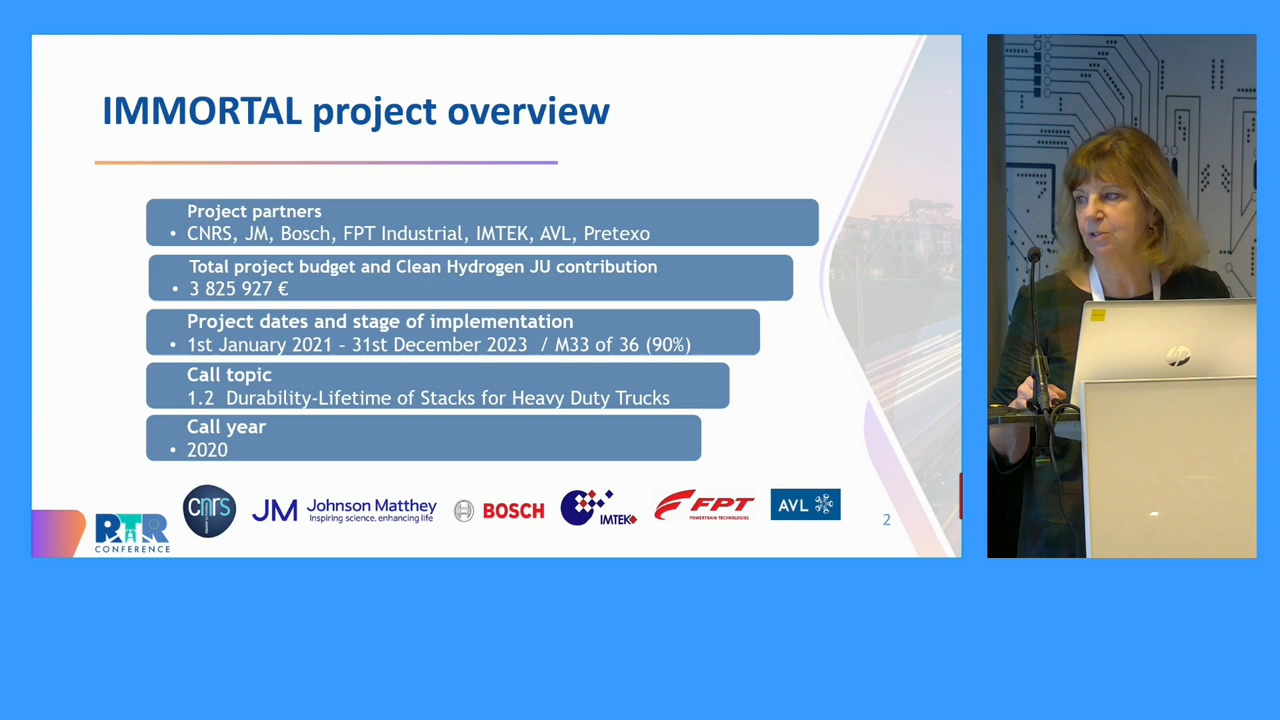 IMMORTAL project overview
Project partners
• CNRS, JM, Bosch, FPT Industrial, IMTEK, AVL, Pretexo
Total project budget and Clean Hydrogen JU contribution
• 3 825 927 €
Project dates and stage of implementation
• 1st January 2021 – 31st December 2023 / M33 of 36 (90%)
Call topic
1.2 Durability-Lifetime of Stacks for Heavy Duty Trucks
Call year
• 2020
cnrs
JM Johnson Matthey
Inspiring science, enhancing life
BOSCH
IMTEK
FPT
POWERTRAIN TECHNOLOGIES
AVL
RTR
CONFERENCE
2
hp